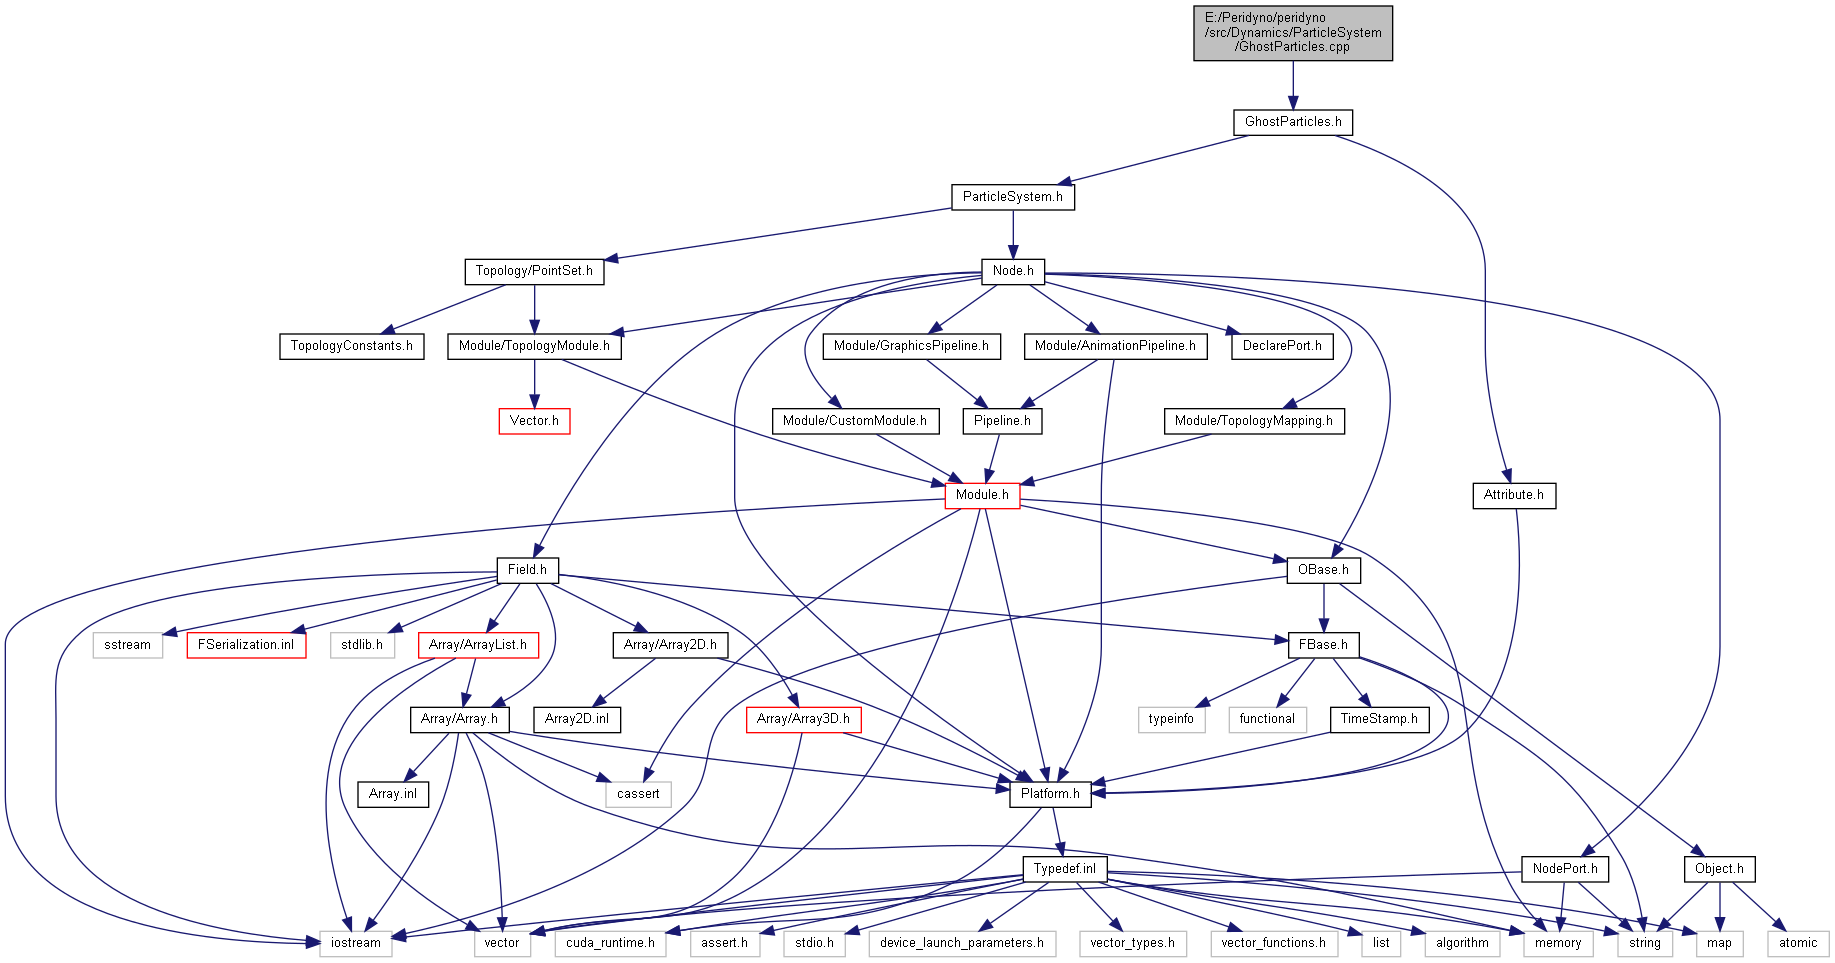 E:/Peridyno/peridyno
/src/Dynamics/ParticleSystem
/GhostParticles.cpp
GhostParticles.h
ParticleSystem.h
Topology/PointSet.h
Node.h
TopologyConstants.h
Module/TopologyModule.h
Module/GraphicsPipeline.h
Module/AnimationPipeline.h
DeclarePort.h
Vector.h
Module/CustomModule.h
Pipeline.h
Module/TopologyMapping.h
Module.h
Attribute.h
Field.h
OBase.h
sstream
FSerialization.inl
stdlib.h
Array/ArrayList.h
Array/Array2D.h
FBase.h
Array/Array.h
Array2D.inl
Array/Array3D.h
typeinfo
functional
TimeStamp.h
Array.inl
cassert
Platform.h
Typedef.inl
NodePort.h
Object.h
iostream
vector
cuda_runtime.h
assert.h
stdio.h
device_launch_parameters.h
vector_types.h
vector_functions.h
list
algorithm
memory
string
map
atomic